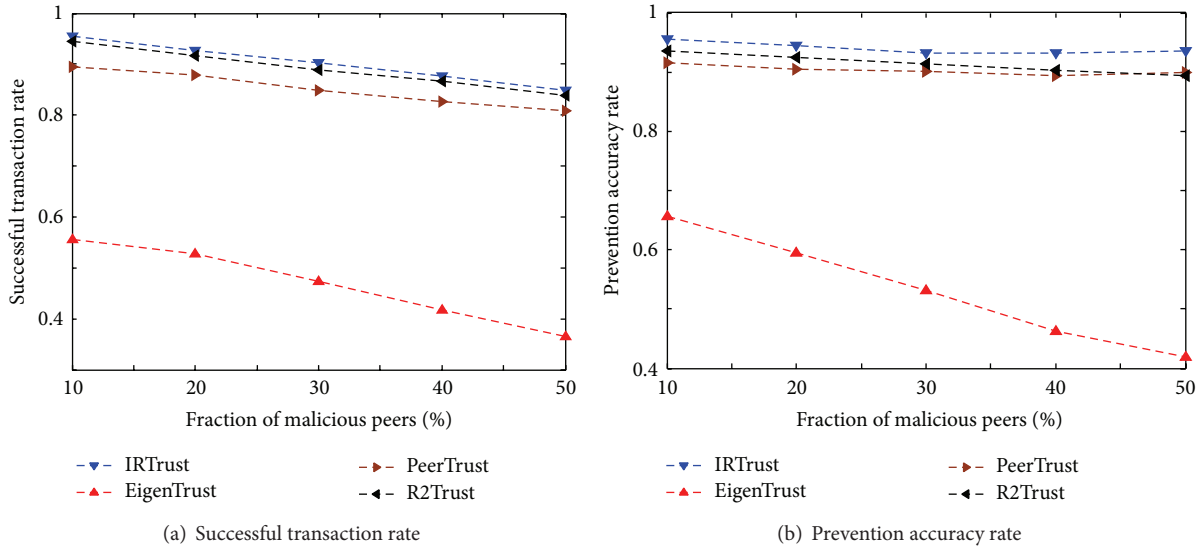 1
0.8
0.6
0.4
Successful transaction rate
10 20 30 40 50
Fraction of malicious peers (%)
IRTrust
EigenTrust
PeerTrust
R2Trust
(a) Successful transaction rate
1
0.8
0.6
0.4
Prevention accuracy rate
10 20 30 40 50
Fraction of malicious peers (%)
IRTrust
EigenTrust
PeerTrust
R2Trust
(b) Prevention accuracy rate